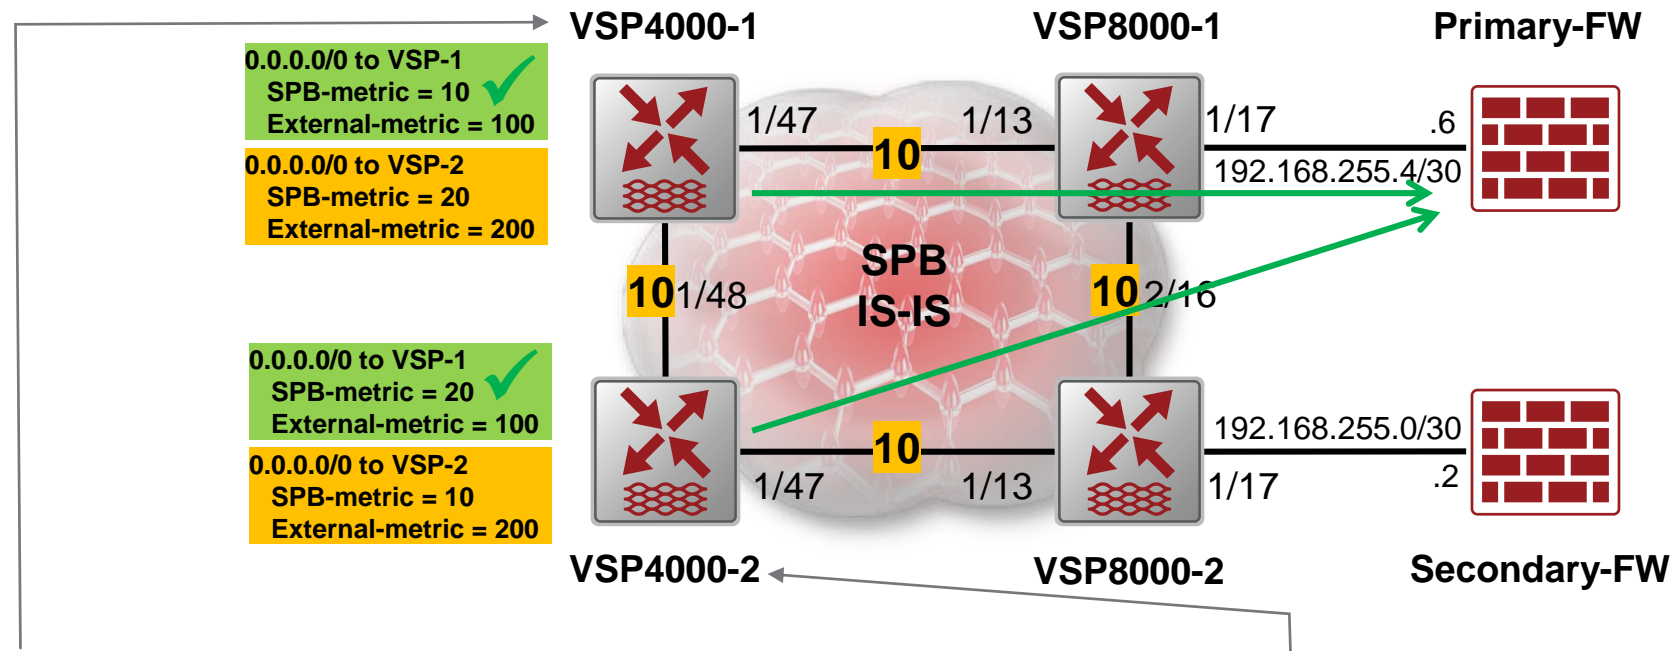 VSP4000-1
VSP8000-1
Primary-FW
0.0.0.0/0 to VSP-1
SPB-metric = 10
External-metric = 100
0.0.0.0/0 to VSP-2
SPB-metric = 20
External-metric = 200
1/47
10
1/13
1/17
.6
192.168.255.4/30
SPB
IS-IS
10
1/48
10
2/16
0.0.0.0/0 to VSP-1
SPB-metric = 20
External-metric = 100
0.0.0.0/0 to VSP-2
SPB-metric = 10
External-metric = 200
1/47
10
1/13
192.168.255.0/30
1/17
.2
VSP4000-2
VSP8000-2
Secondary-FW